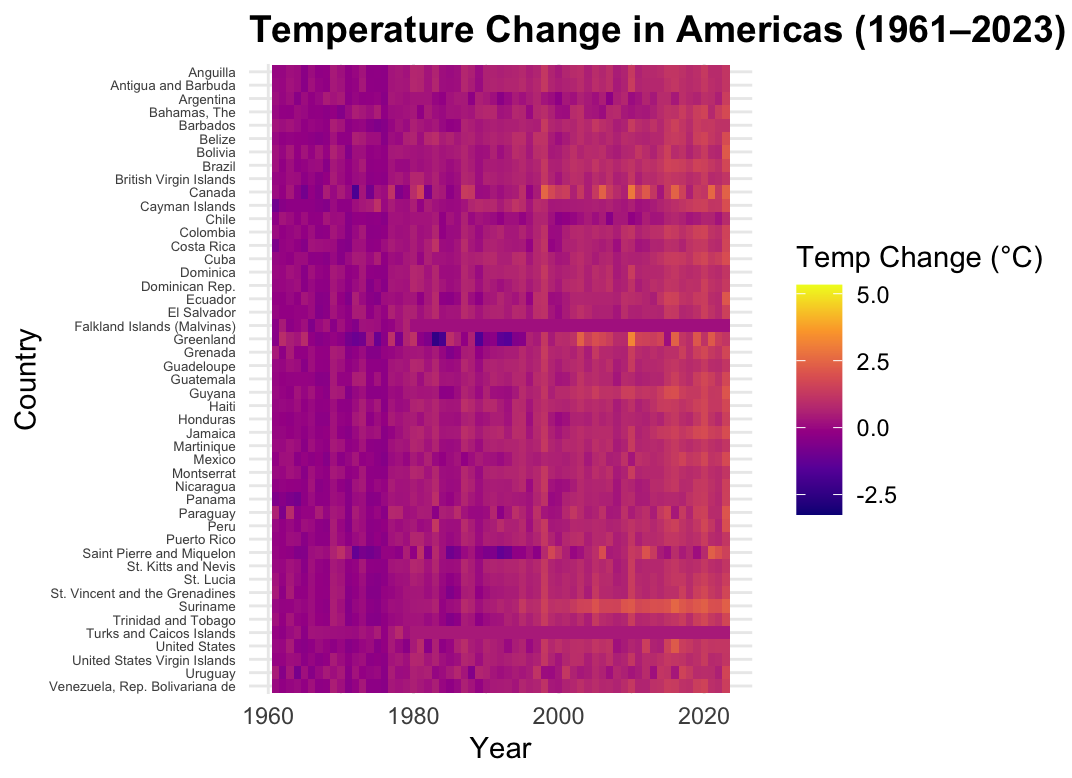 Temperature Change in Americas (1961–2023)
Anguilla
Antigua and Barbuda
Argentina
Bahamas, The
Barbados
Belize
Bolivia
Brazil
British Virgin Islands
Canada
Cayman Islands
Chile
Colombia
Costa Rica
Cuba
Dominica
Dominican Rep.
Ecuador
El Salvador
Falkland Islands (Malvinas)
Greenland
Grenada
Guadeloupe
Guatemala
Guyana
Haiti
Honduras
Jamaica
Martinique
Mexico
Montserrat
Nicaragua
Panama
Paraguay
Peru
Puerto Rico
Saint Pierre and Miquelon
St. Kitts and Nevis
St. Lucia
St. Vincent and the Grenadines
Suriname
Trinidad and Tobago
Turks and Caicos Islands
United States
United States Virgin Islands
Uruguay
Venezuela, Rep. Bolivariana de
Country
1960 1980 2000 2020
Year
Temp Change (°C)
5.0
2.5
0.0
-2.5